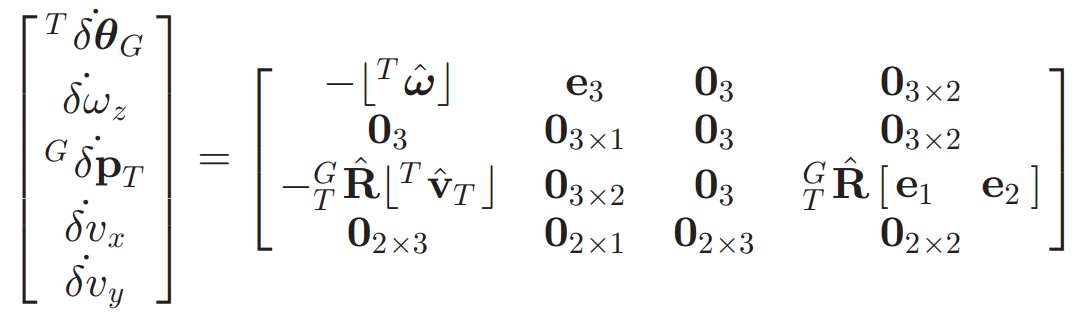 \begin{bmatrix} {}^{T}\dot{\delta\boldsymbol{\theta}}_{G} \\ \dot{\delta\omega}_{z} \\ {}^{G}\dot{\delta\mathbf{p}}_{T} \\ \dot{\delta v}_{x} \\ \dot{\delta v}_{y} \end{bmatrix} = \begin{bmatrix} -\lfloor {}^{T}\hat{\boldsymbol{\omega}} \rfloor & \mathbf{e}_{3} & \mathbf{0}_{3} & \mathbf{0}_{3\times 2} \\ \mathbf{0}_{3} & \mathbf{0}_{3\times 1} & \mathbf{0}_{3} & \mathbf{0}_{3\times 2} \\ -{}^{G}_{T}\hat{\mathbf{R}} \lfloor {}^{T}\hat{\mathbf{v}}_{T} \rfloor & \mathbf{0}_{3\times 2} & \mathbf{0}_{3} & {}^{G}_{T}\hat{\mathbf{R}} \begin{bmatrix} \mathbf{e}_{1} & \mathbf{e}_{2} \end{bmatrix} \\ \mathbf{0}_{2\times 3} & \mathbf{0}_{2\times 1} & \mathbf{0}_{2\times 3} & \mathbf{0}_{2\times 2} \end{bmatrix}